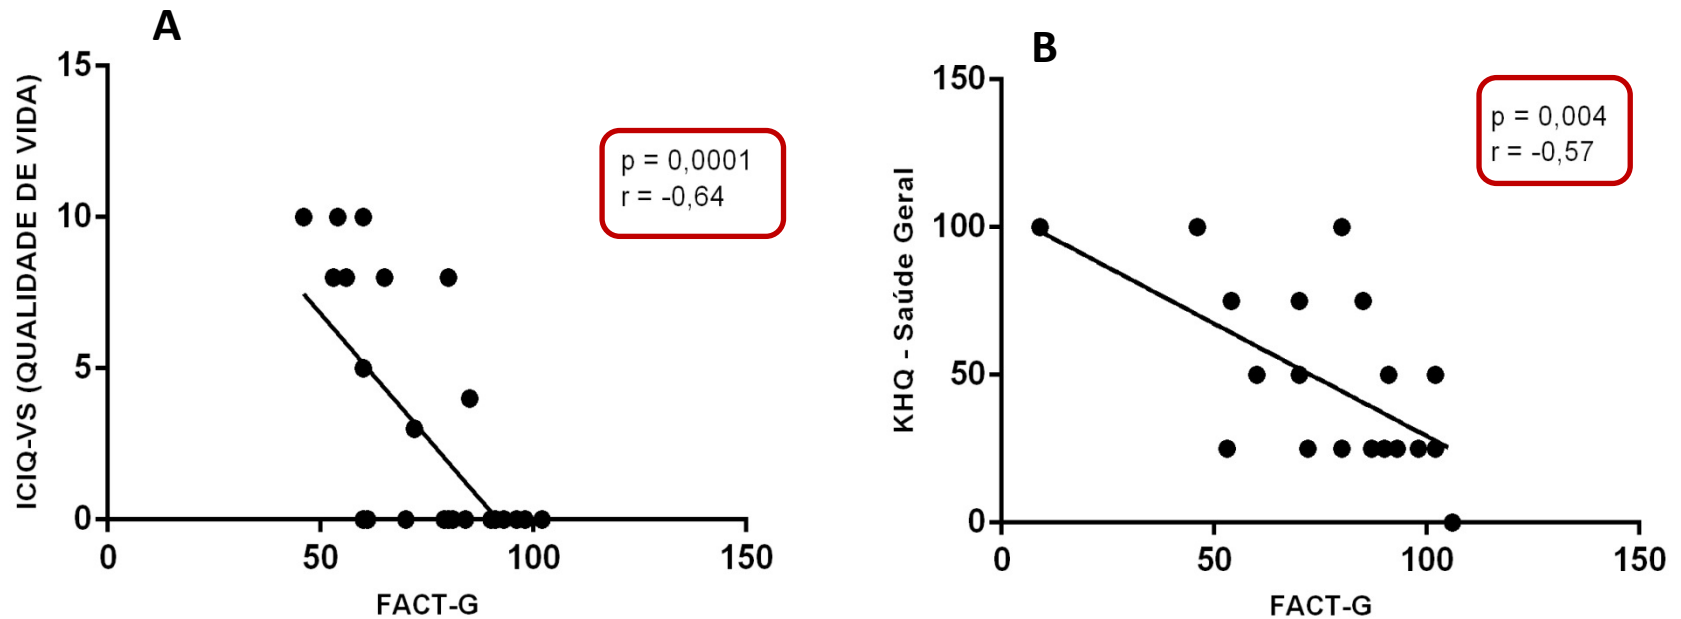 A
ICIQ-VS (QUALIDADE DE VIDA)
15
10
5
0
p = 0,0001
r = -0,64
0 50 100 150
FACT-G
B
KHQ - Saúde Geral
150
100
50
0
p = 0,004
r = -0,57
0 50 100 150
FACT-G